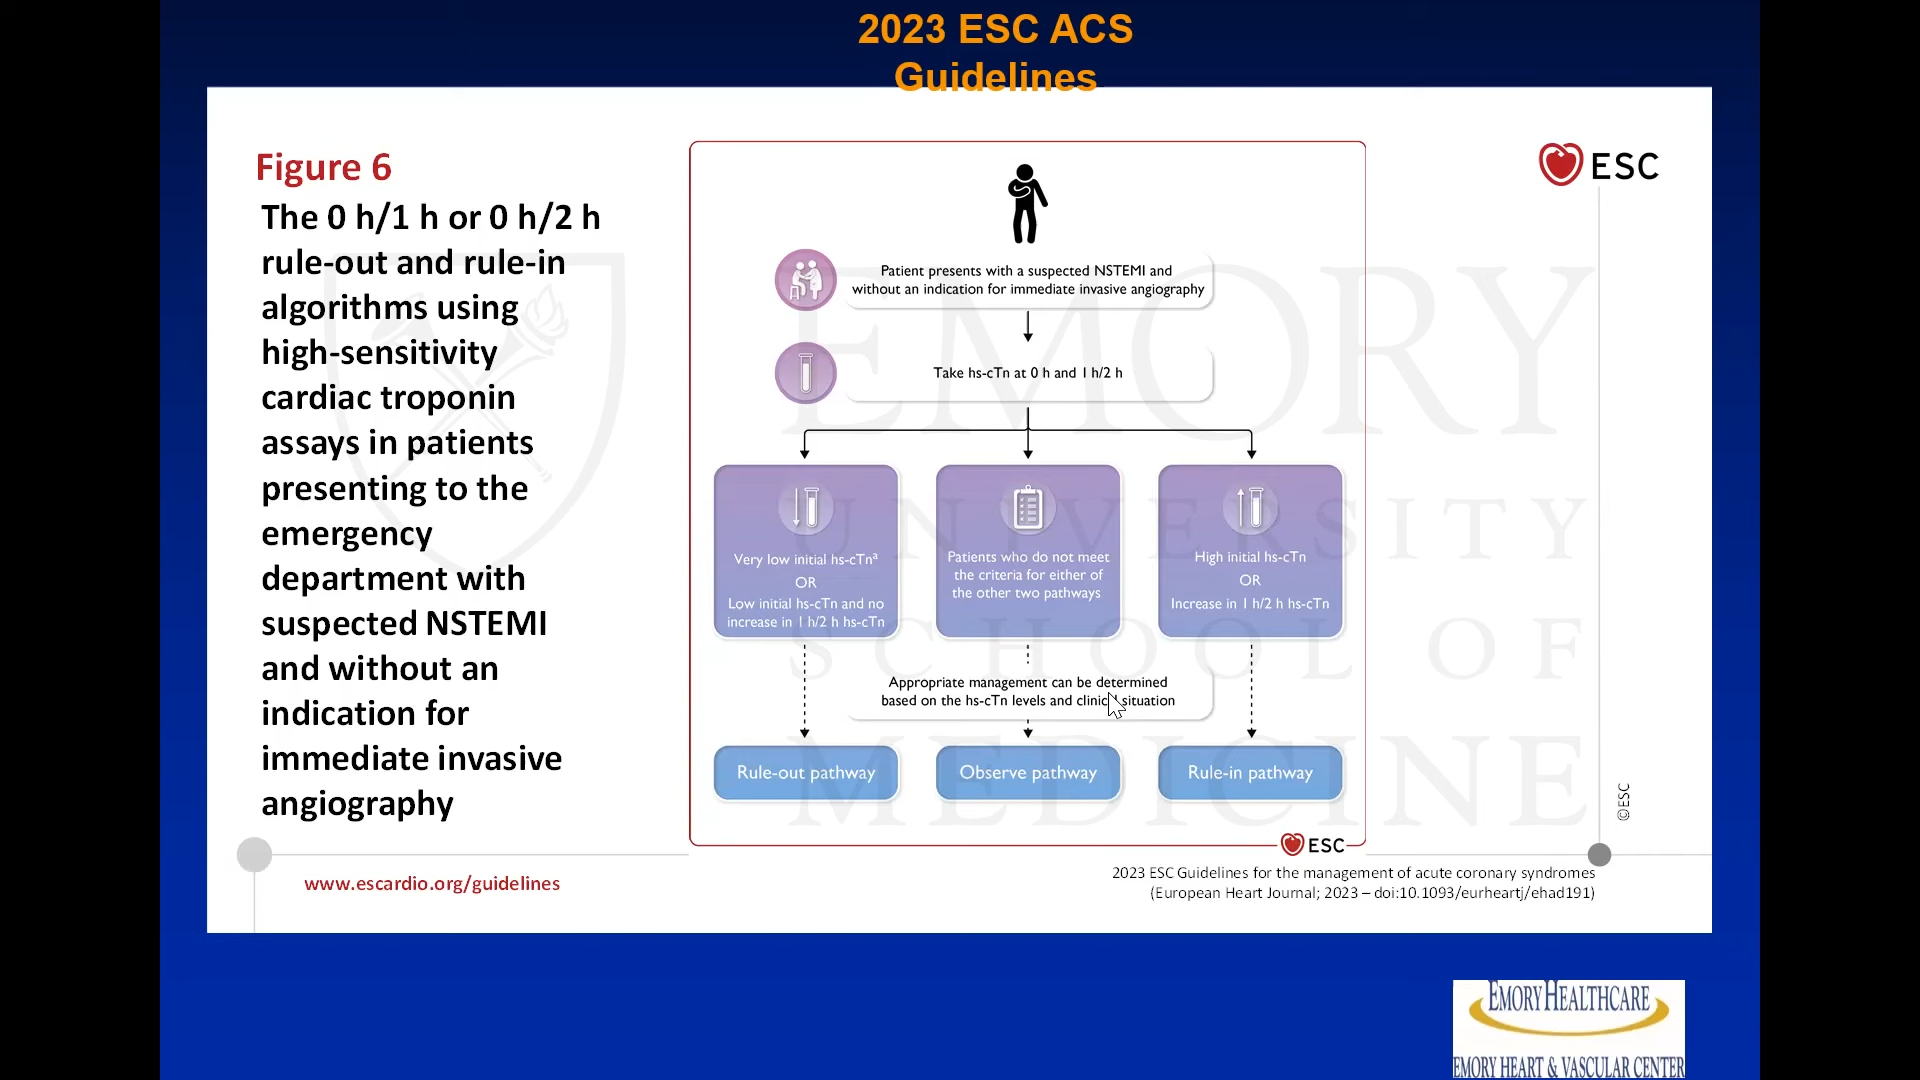 2023 ESC ACS
Guidelines
Figure 6
The 0 h/1 h or 0 h/2 h
rule-out and rule-in
algorithms using
high-sensitivity
cardiac troponin
assays in patients
presenting to the
emergency
department with
suspected NSTEMI
and without an
indication for
immediate invasive
angiography
ESC
Patient presents with a suspected NSTEMI and
without an indication for immediate invasive angiography
Take hs-cTn at 0 h and 1 h/2 h
Very low initial hs-cTnª
OR
Low initial hs-cTn and no
increase in 1 h/2 h hs-cTn
Patients who do not meet
the criteria for either of
the other two pathways
High initial hs-cTn
OR
Increase in 1 h/2 h hs-cTn
Appropriate management can be determined
based on the hs-cTn levels and clinical situation
Rule-out pathway
Observe pathway
Rule-in pathway
ESC
©ESC
www.escardio.org/guidelines
2023 ESC Guidelines for the management of acute coronary syndromes
(European Heart Journal; 2023 – doi:10.1093/eurheartj/ehad191)
EMORY
UNIVERSITY
SCHOOL OF
MEDICINE
EMORY HEALTHCARE
EMORY HEART & VASCULAR CENTER